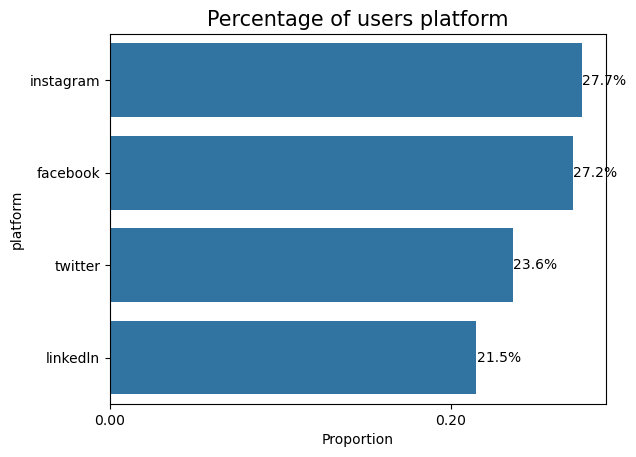 Percentage of users platform
instagram
27.7%
facebook
27.2%
platform
twitter
23.6%
linkedln
21.5%
0.00
0.20
Proportion